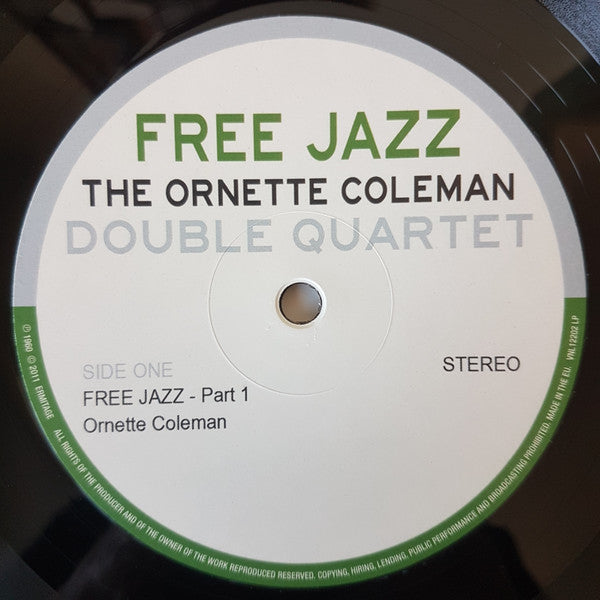 FREE JAZZ
THE ORNETTE COLEMAN
DOUBLE QUARTET
SIDE ONE
STEREO
FREE JAZZ - Part 1
Ornette Coleman
℗ 1960 © 2011 ERMITAGE
ALL RIGHTS OF THE PRODUCER AND OF THE OWNER OF THE WORK REPRODUCED RESERVED. COPYING, HIRING, LENDING, PUBLIC PERFORMANCE AND BROADCASTING PROHIBITED. MADE IN THE EU.
VNL12202 LP